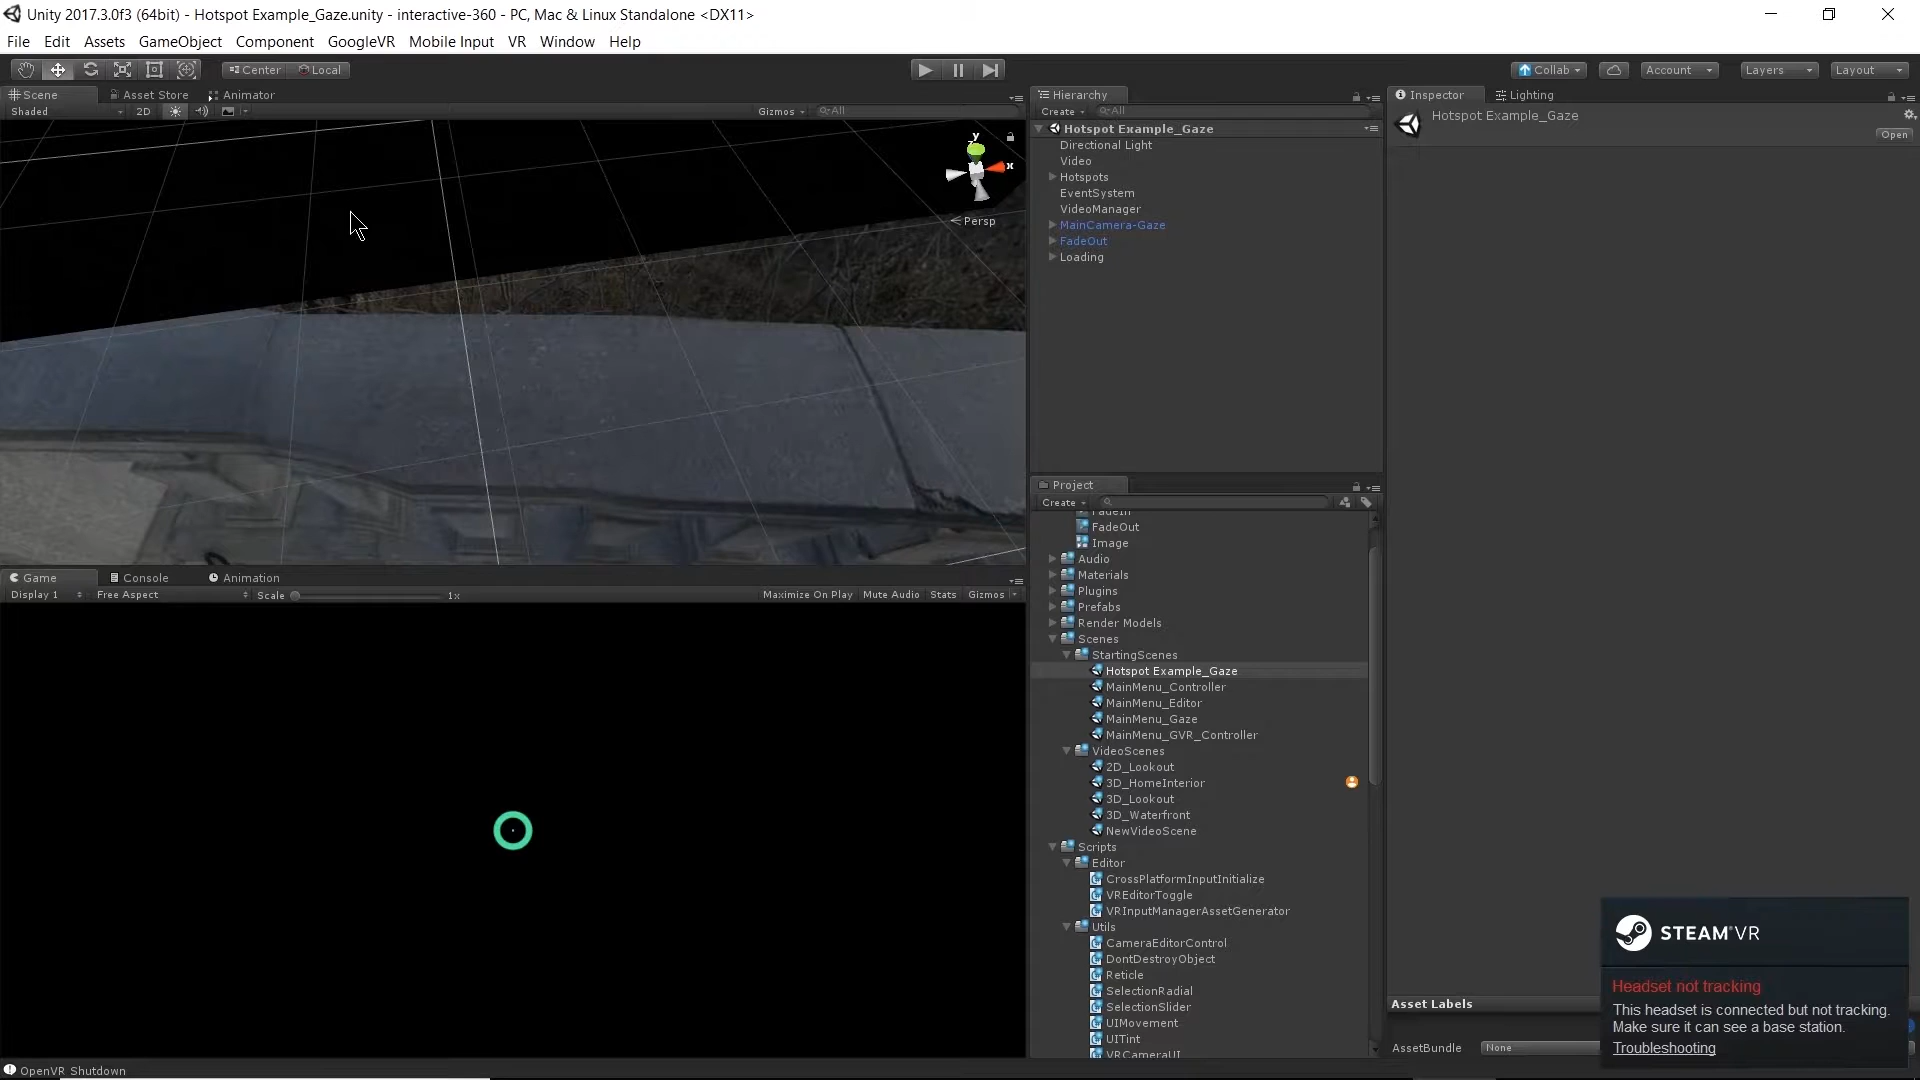 Unity 2017.3.0f3 (64bit) - Hotspot Example_Gaze.unity - interactive-360 - PC, Mac & Linux Standalone <DX11>
File Edit Assets GameObject Component GoogleVR Mobile Input VR Window Help
Center Local
Collab Account Layers Layout
Scene Asset Store Animator
Shaded 2D Gizmos All
y
x
Persp
Game Console Animation
Display 1 Free Aspect Scale 1x Maximize On Play Mute Audio Stats Gizmos
OpenVR Shutdown
Hierarchy
Create All
Hotspot Example_Gaze
Directional Light
Video
Hotspots
EventSystem
VideoManager
MainCamera-Gaze
FadeOut
Loading
Project
Create
FadeIn
FadeOut
Image
Audio
Materials
Plugins
Prefabs
Render Models
Scenes
StartingScenes
Hotspot Example_Gaze
MainMenu_Controller
MainMenu_Editor
MainMenu_Gaze
MainMenu_GVR_Controller
VideoScenes
2D_Lookout
3D_HomeInterior
3D_Lookout
3D_Waterfront
NewVideoScene
Scripts
Editor
CrossPlatformInputInitialize
VREditorToggle
VRInputManagerAssetGenerator
Utils
CameraEditorControl
DontDestroyObject
Reticle
SelectionRadial
SelectionSlider
UIMovement
UITint
VRCameraUI
Inspector Lighting
Hotspot Example_Gaze
Open
Asset Labels
AssetBundle None
STEAM VR
Headset not tracking
This headset is connected but not tracking.
Make sure it can see a base station.
Troubleshooting